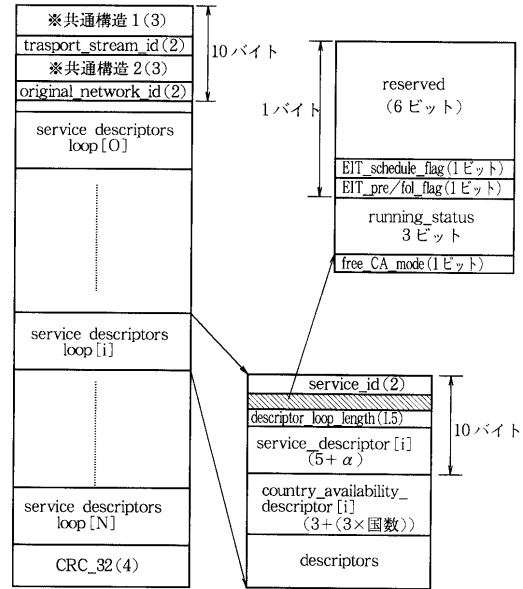 ※共通構造1(3)
trasport_stream_id(2)
※共通構造2(3)
original_network_id(2)
10バイト
service descriptors
loop[O]
service descriptors
loop[i]
service descriptors
loop[N]
CRC_32(4)
1バイト
reserved
(6ビット)
EIT_schedule_flag(1ビット)
EIT_pre/fol_flag(1ビット)
running_status
3ビット
free_CA_mode(1ビット)
service_id(2)
descriptor_loop_length(1.5)
service_descriptor[i]
(5+α)
10バイト
country_availability_
descriptor[i]
(3+(3×国数))
descriptors